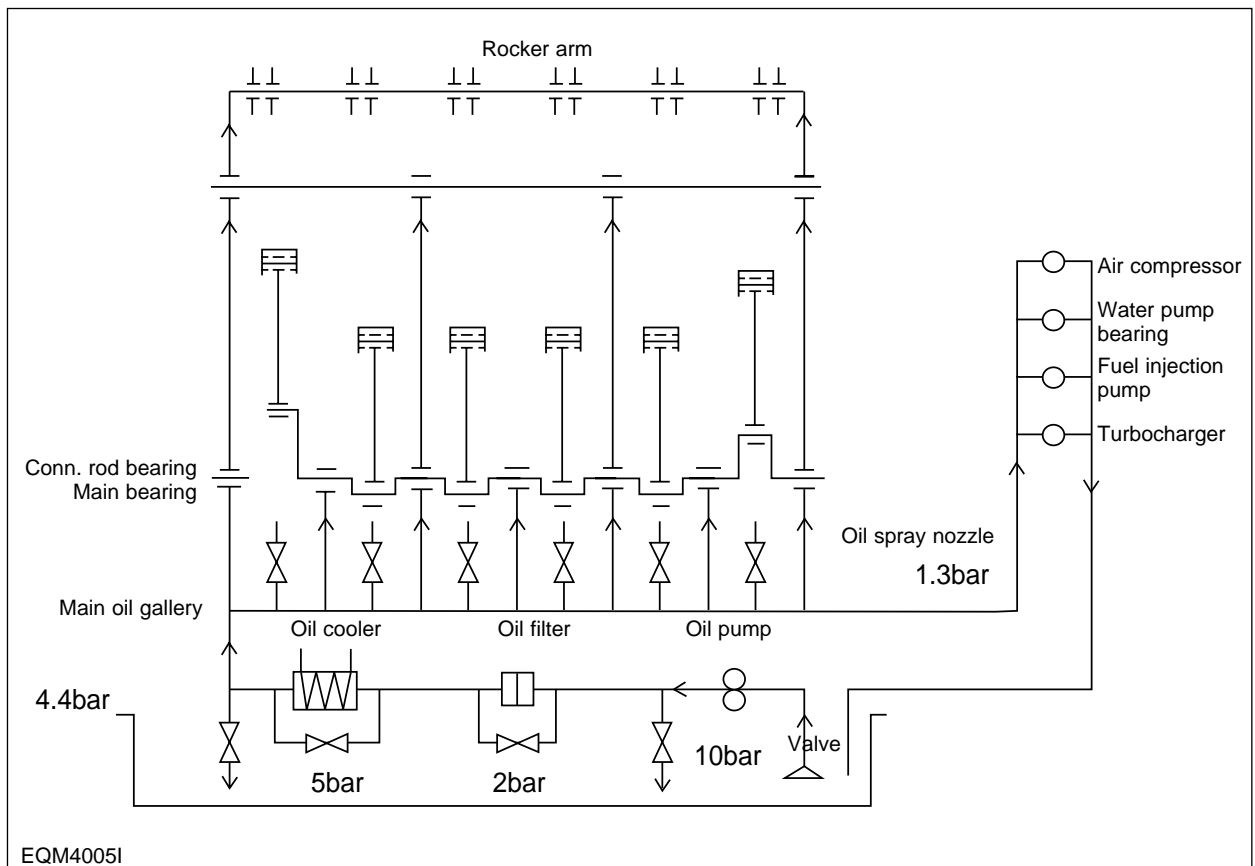 Rocker arm
Air compressor
Water pump
bearing
Fuel injection
pump
Turbocharger
Conn. rod bearing
Main bearing
Oil spray nozzle
1.3bar
Main oil gallery
Oil cooler
Oil filter
Oil pump
4.4bar
5bar
2bar
10bar
Valve
EQM4005I